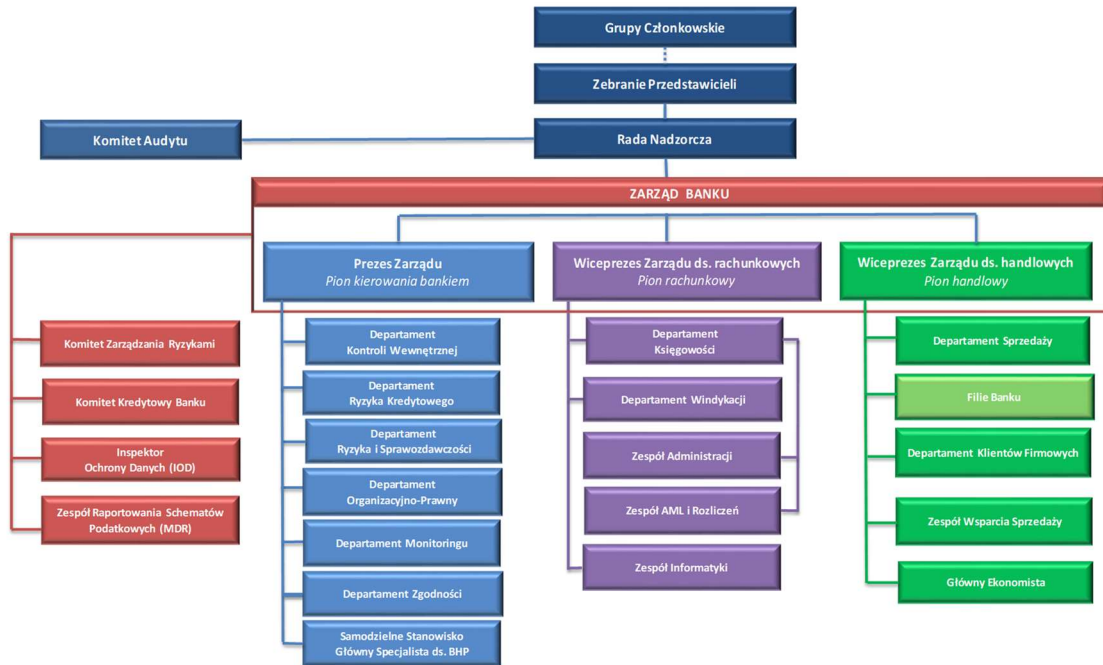 Grupy Członkowskie
Zebranie Przedstawicieli
Komitet Audytu
Rada Nadzorcza
ZARZĄD BANKU
Prezes Zarządu
Pion kierowania bankiem
Wiceprezes Zarządu ds. rachunkowych
Pion rachunkowy
Wiceprezes Zarządu ds. handlowych
Pion handlowy
Komitet Zarządzania Ryzykami
Komitet Kredytowy Banku
Inspektor
Ochrony Danych (IOD)
Zespół Raportowania Schematów
Podatkowych (MDR)
Departament
Kontroli Wewnętrznej
Departament
Ryzyka Kredytowego
Departament
Ryzyka i Sprawozdawczości
Departament
Organizacyjno-Prawny
Departament Monitoringu
Departament Zgodności
Samodzielne Stanowisko
Główny Specjalista ds. BHP
Departament
Księgowości
Departament Windykacji
Zespół Administracji
Zespół AML i Rozliczeń
Zespół Informatyki
Departament Sprzedaży
Filie Banku
Departament Klientów Firmowych
Zespół Wsparcia Sprzedaży
Główny Ekonomista